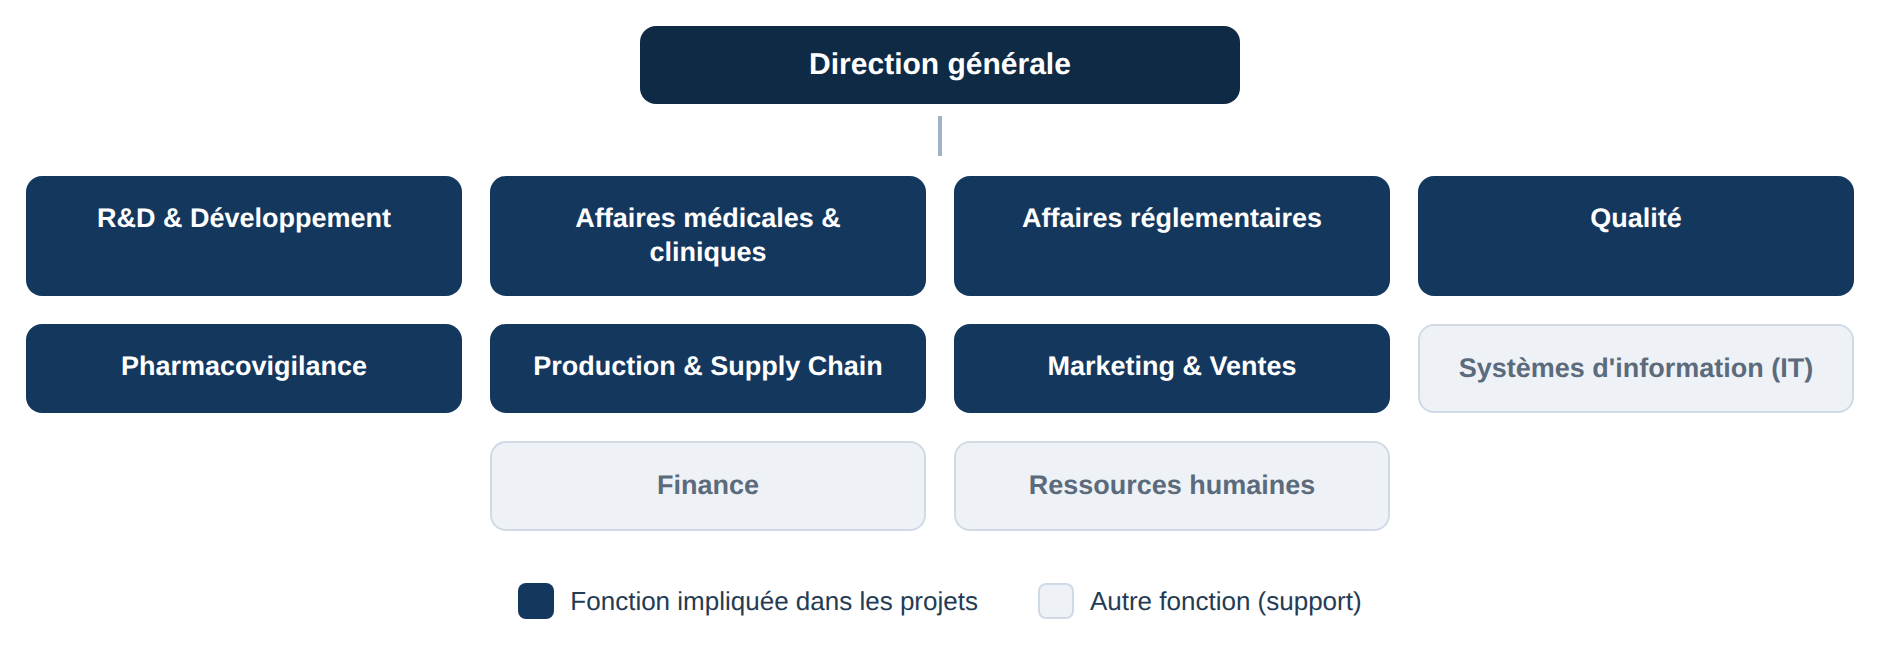 Direction générale
R&D & Développement
Affaires médicales &
cliniques
Affaires réglementaires
Qualité
Pharmacovigilance
Production & Supply Chain
Marketing & Ventes
Systèmes d'information (IT)
Finance
Ressources humaines
Fonction impliquée dans les projets
Autre fonction (support)